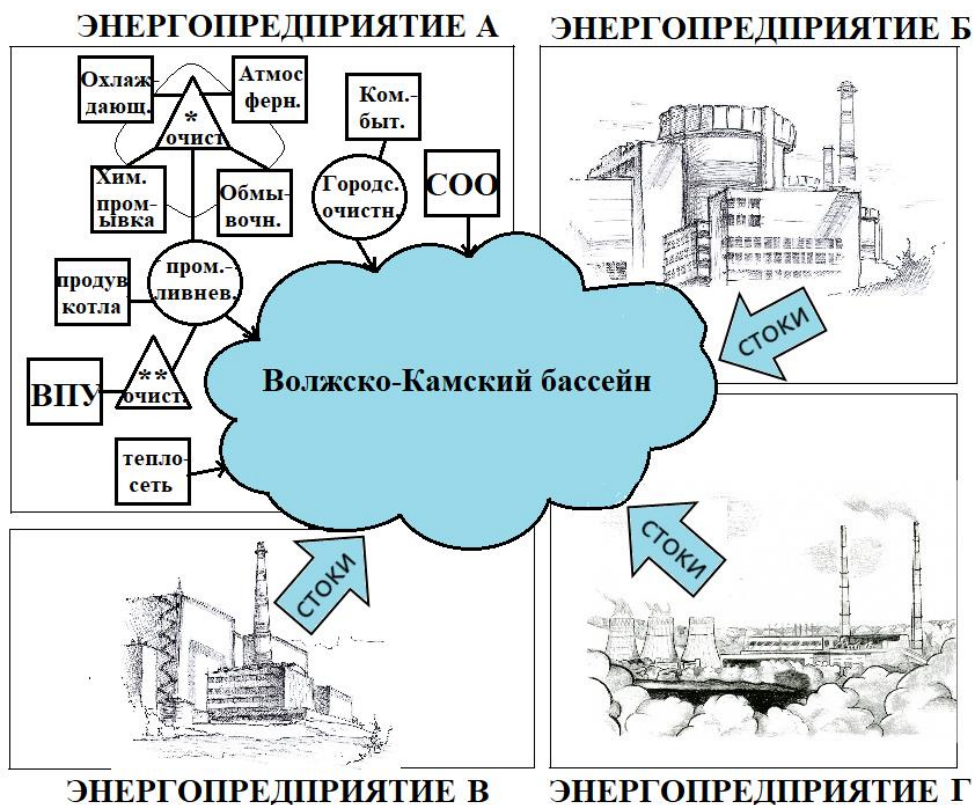 ЭНЕРГОПРЕДПРИЯТИЕ А
ЭНЕРГОПРЕДПРИЯТИЕ Б
Охлаж-
дающ.
*
очист.
Атмос
ферн.
Хим.
пром-
ывка
Обмы-
вочн.
Ком.-
быт.
Городс.
очистн.
СОО
продув
котла
пром.-
ливнев.
ВПУ
**
очист.
тепло-
сеть
Волжско-Камский бассейн
СТОКИ
СТОКИ
СТОКИ
ЭНЕРГОПРЕДПРИЯТИЕ В
ЭНЕРГОПРЕДПРИЯТИЕ Г